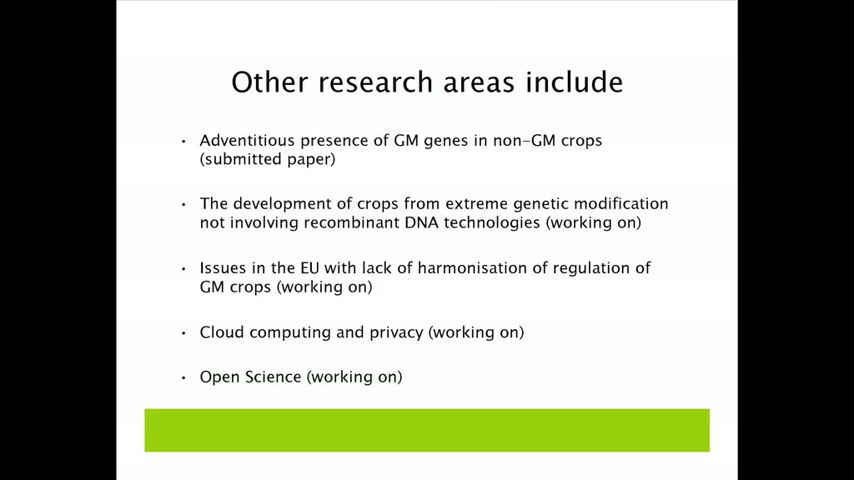 Other research areas include
• Adventitious presence of GM genes in non-GM crops
(submitted paper)
• The development of crops from extreme genetic modification
not involving recombinant DNA technologies (working on)
• Issues in the EU with lack of harmonisation of regulation of
GM crops (working on)
• Cloud computing and privacy (working on)
• Open Science (working on)